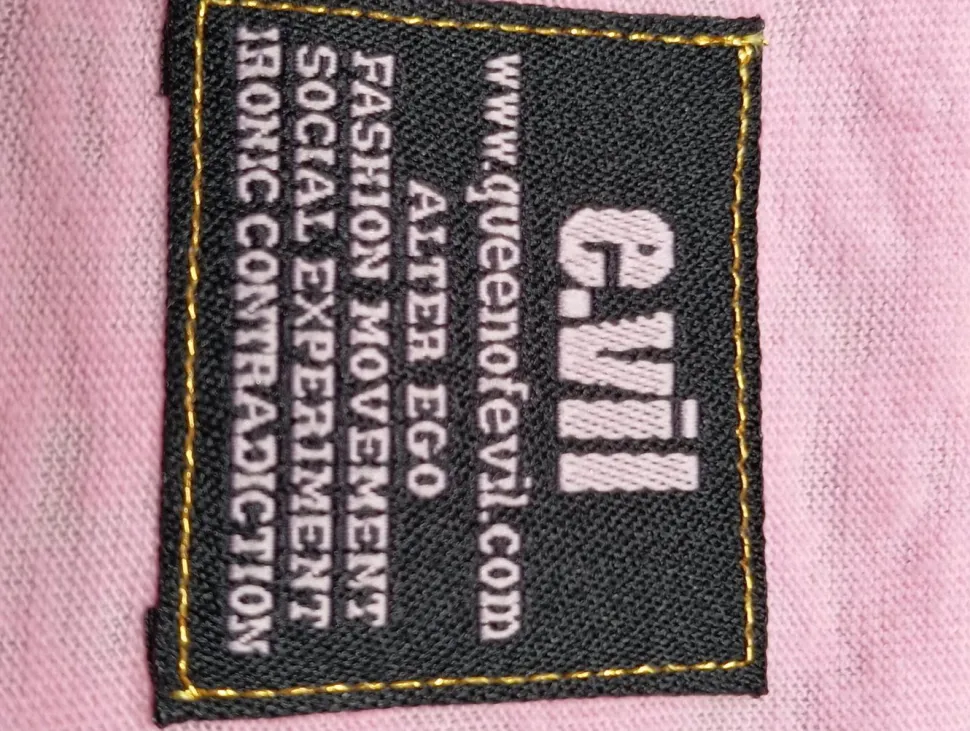 e.vil
www.queenofevil.com
ALTER EGO
FASHION MOVEMENT
SOCIAL EXPERIMENT
IRONIC CONTRADICTION